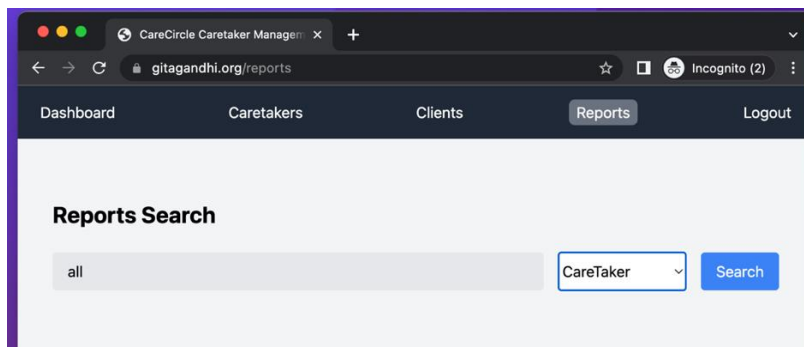 CareCircle Caretaker Managem
gitagandhi.org/reports Incognito (2)
Dashboard Caretakers Clients Reports Logout
Reports Search
all CareTaker Search